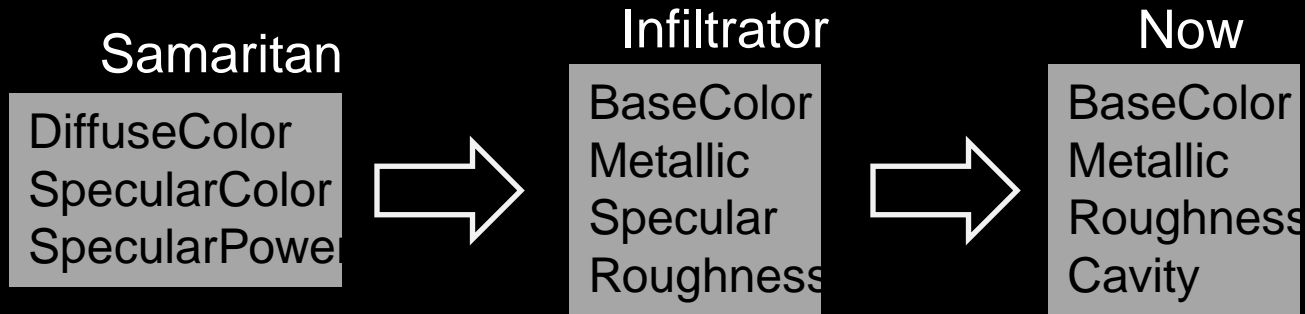 Samaritan
DiffuseColor
SpecularColor
SpecularPower
Infiltrator
BaseColor
Metallic
Specular
Roughness
Now
BaseColor
Metallic
Roughness
Cavity